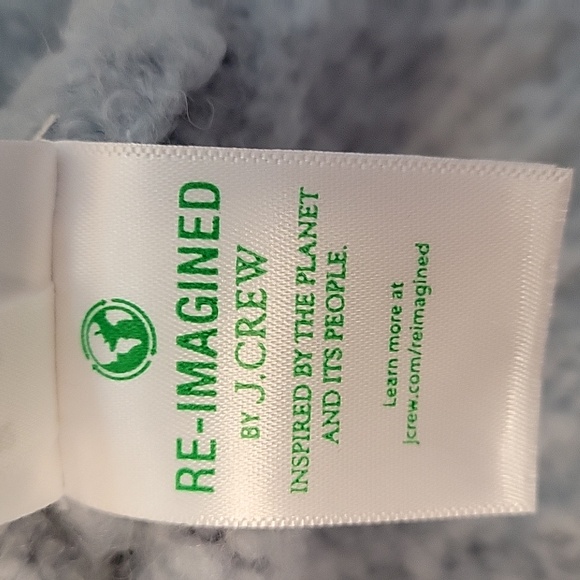 RE-IMAGINED
BY J.CREW
INSPIRED BY THE PLANET
AND ITS PEOPLE.
Learn more at
jcrew.com/reimagined